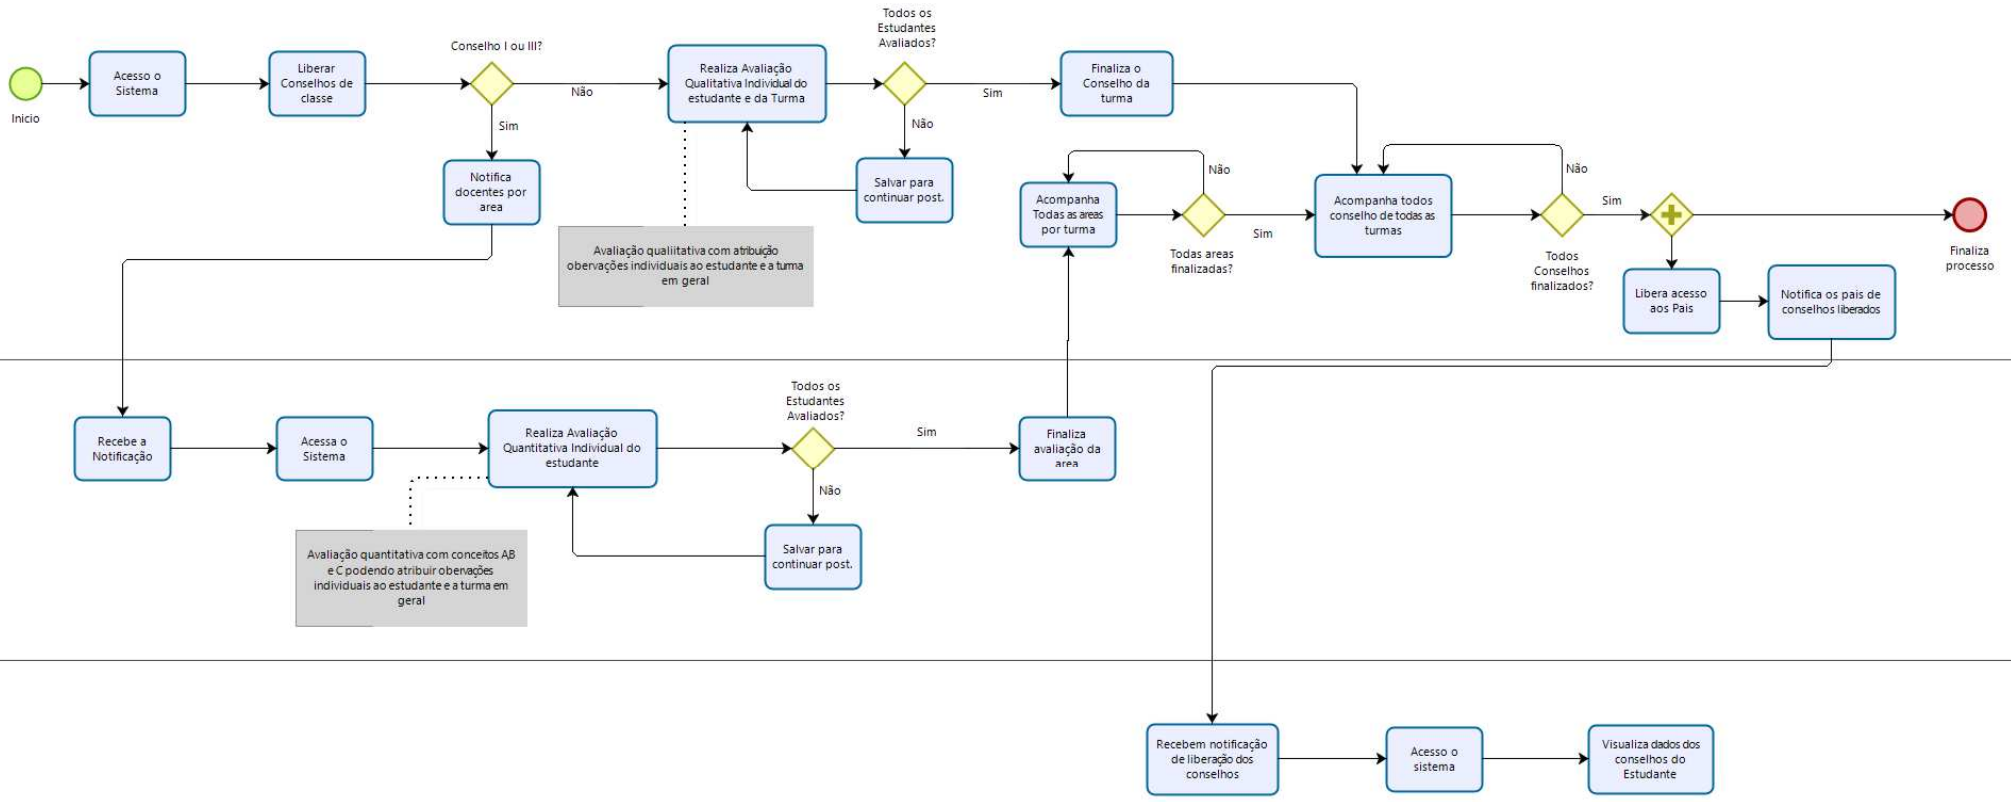 Inicio
Acesso o
Sistema
Liberar
Conselhos de
classe
Conselho I ou III?
Não
Sim
Notifica
docentes por
area
Realiza Avaliação
Qualitativa Individual do
estudante e da Turma
Todos os
Estudantes
Avaliados?
Sim
Não
Salvar para
continuar post.
Avaliação qualiitativa com atribuição
obervações individuais ao estudante e a turma
em geral
Finaliza o
Conselho da
turma
Acompanha
Todas as areas
por turma
Não
Sim
Todas areas
finalizadas?
Acompanha todos
conselho de todas as
turmas
Não
Sim
Todos
Conselhos
finalizados?
Libera acesso
aos Pais
Notifica os pais de
conselhos liberados
Finaliza
processo
Recebe a
Notificação
Acessa o
Sistema
Realiza Avaliação
Quantitativa Individual do
estudante
Todos os
Estudantes
Avaliados?
Sim
Não
Salvar para
continuar post.
Avaliação quantitativa com conceitos A,B
e C podendo atribuir obervações
individuais ao estudante e a turma em
geral
Finaliza
avaliação da
area
Recebem notificação
de liberação dos
conselhos
Acesso o
sistema
Visualiza dados dos
conselhos do
Estudante